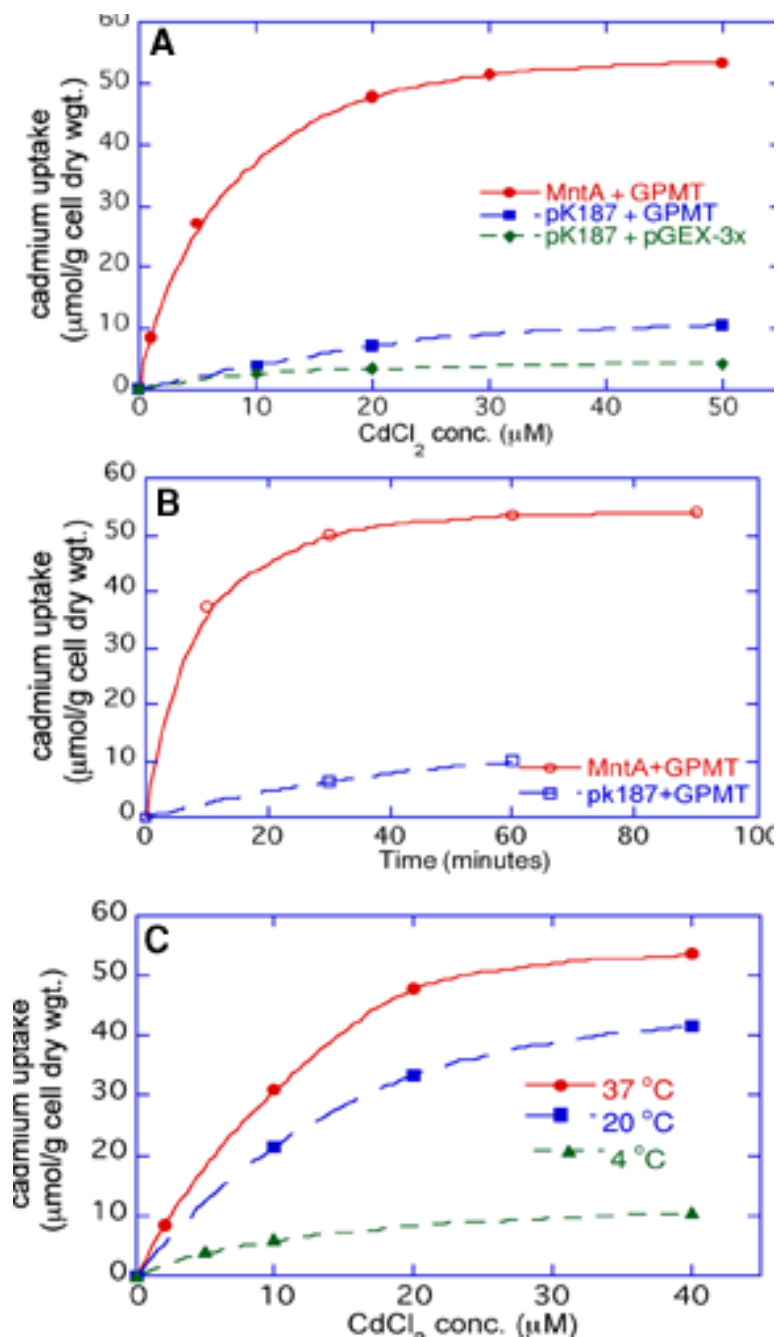 60
A
50
40
30
20
10
0
cadmium uptake
(µmol/g cell dry wgt.)
MntA + GPMT
pK187 + GPMT
pK187 + pGEX-3x
0 10 20 30 40 50
CdCl2 conc. (µM)
B
60
50
40
30
20
10
0
cadmium uptake
(µmol/g cell dry wgt.)
MntA+GPMT
pk187+GPMT
0 20 40 60 80 100
Time (minutes)
C
60
50
40
30
20
10
0
cadmium uptake
(µmol/g cell dry wgt.)
37 °C
20 °C
4 °C
0 10 20 30 40
CdCl2 conc. (µM)